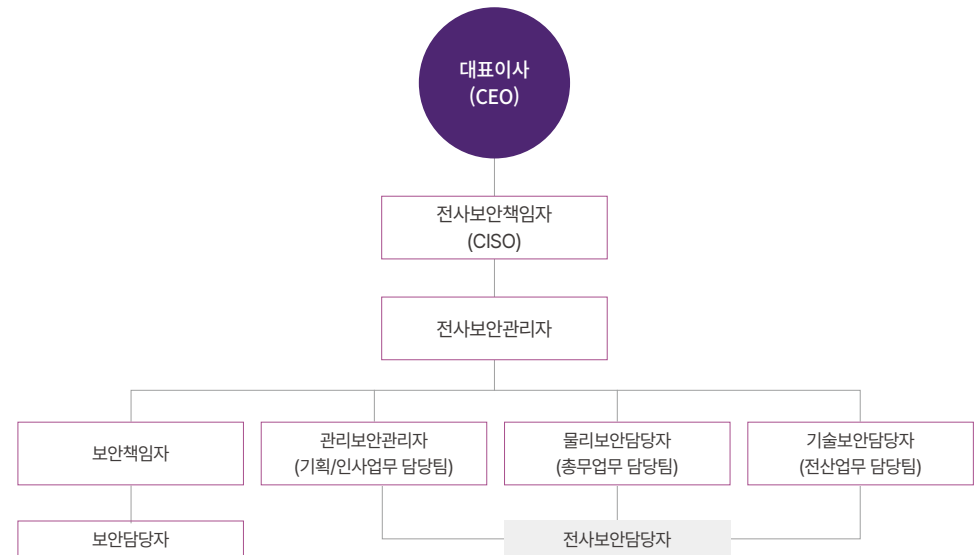 대표이사
(CEO)
전사보안책임자
(CISO)
전사보안관리자
보안책임자
관리보안관리자
(기획/인사업무 담당팀)
물리보안담당자
(총무업무 담당팀)
기술보안담당자
(전산업무 담당팀)
보안담당자
전사보안담당자